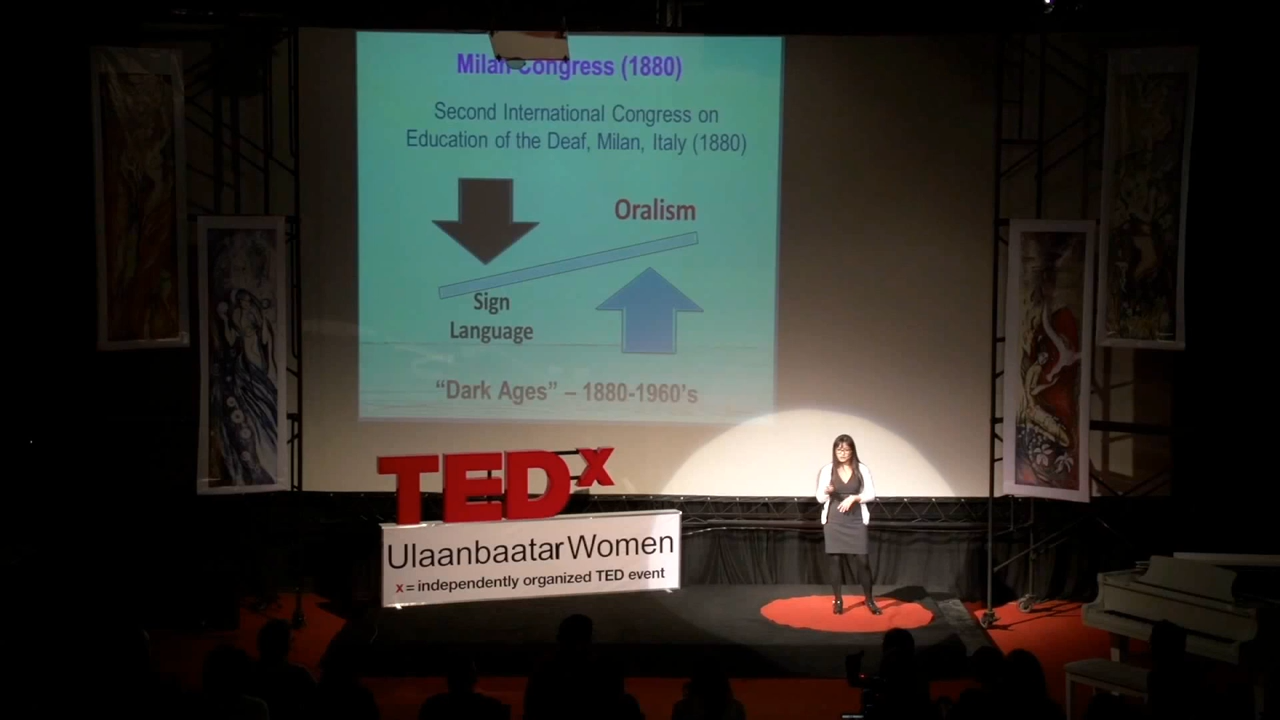 Milan Congress (1880)
Second International Congress on
Education of the Deaf, Milan, Italy (1880)
Oralism
Sign
Language
“Dark Ages” – 1880-1960’s
TEDx
UlaanbaatarWomen
x = independently organized TED event